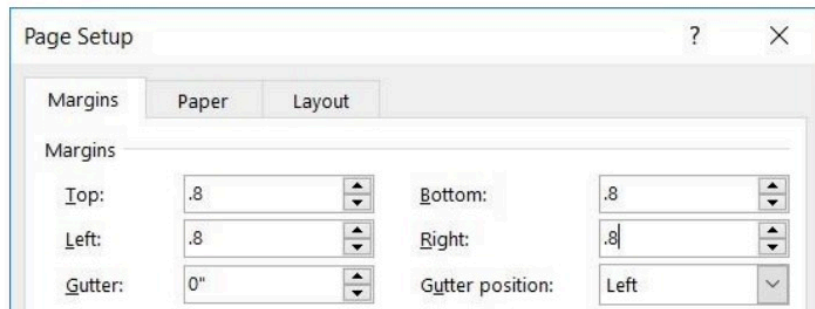 Page Setup ?
Margins Paper Layout
Margins
Top: .8 Bottom: .8
Left: .8 Right: .8
Gutter: 0" Gutter position: Left